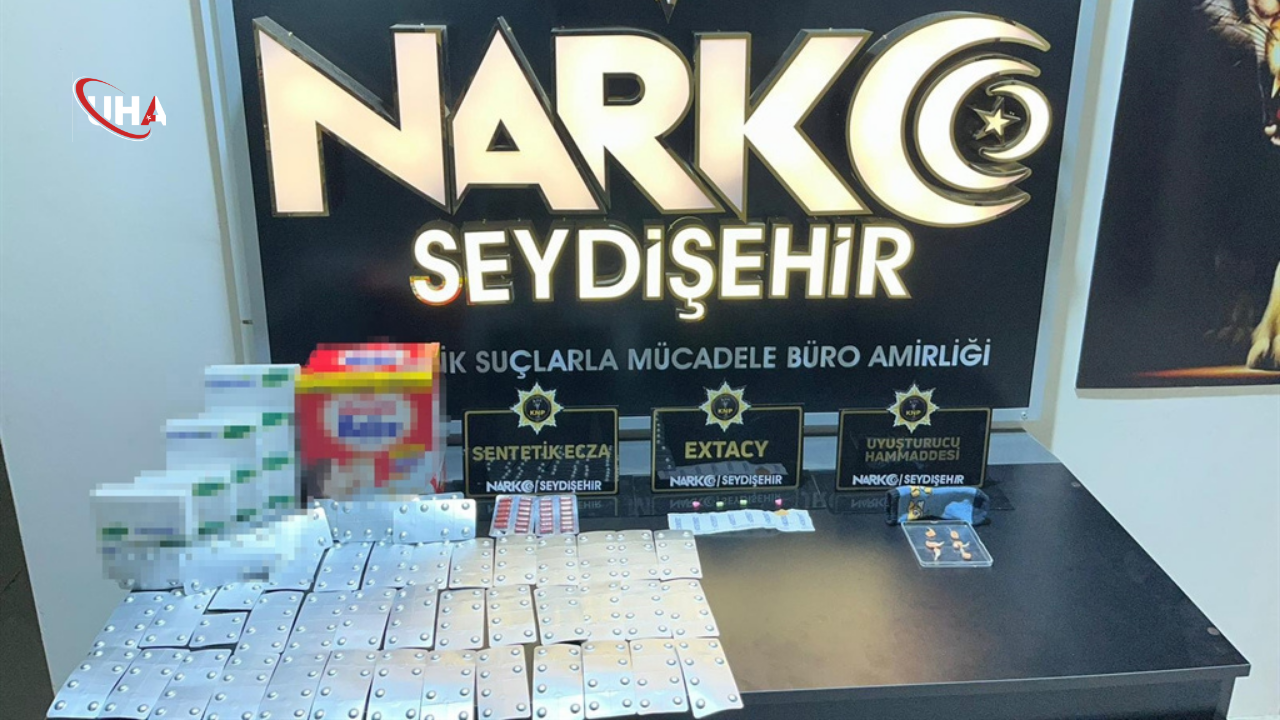 NARKO
SEYDİŞEHİR
İK SUÇLARLA MÜCADELE BÜRO AMİRLİĞİ
İHA
KNP
SENTETİK ECZA
NARKO/SEYDİŞEHİR
KNP
EXTACY
NARKO/SEYDİŞEHİR
KNP
UYUŞTURUCU
HAMMADDESİ
NARKO/SEYDİŞEHİR